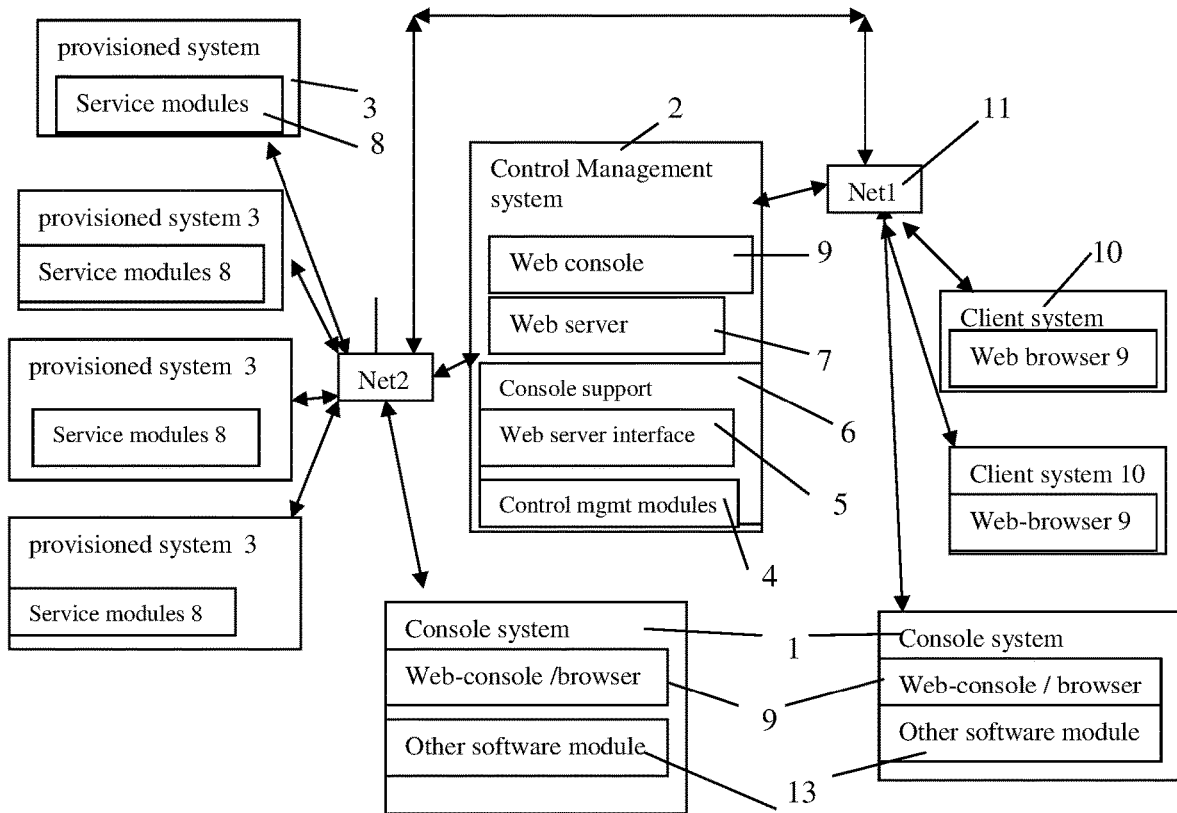 provisioned system
Service modules
3
8
provisioned system 3
Service modules 8
provisioned system 3
Service modules 8
provisioned system 3
Service modules 8
Net2
2
Control Management
system
Web console
9
Web server
7
Console support
6
Web server interface
5
Control mgmt modules
4
11
Net1
10
Client system
Web browser 9
Client system 10
Web-browser 9
Console system
Web-console /browser
Other software module
1
9
13
Console system
Web-console / browser
Other software module